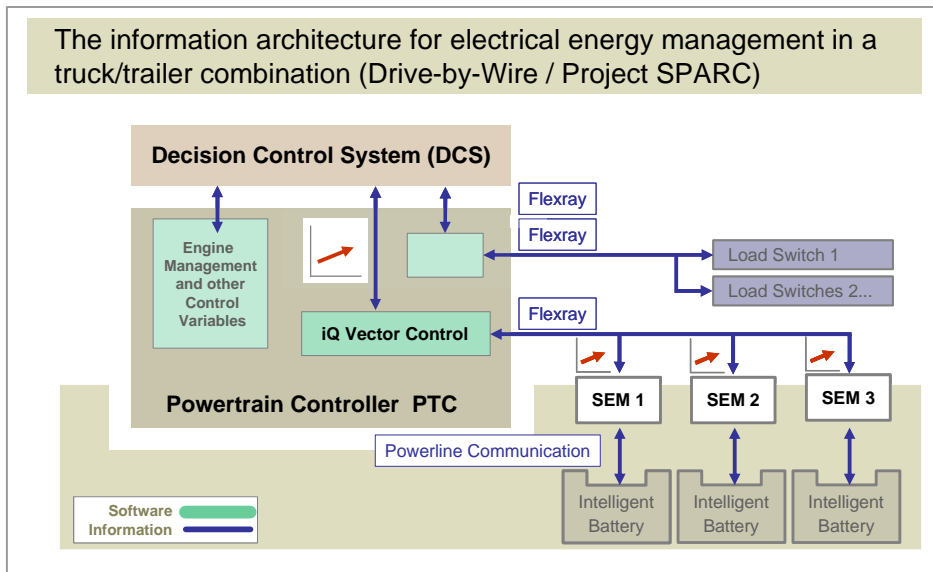 The information architecture for electrical energy management in a
truck/trailer combination (Drive-by-Wire / Project SPARC)
Decision Control System (DCS)
Flexray
Flexray
Engine
Management
and other
Control
Variables
Load Switch 1
Load Switches 2...
Flexray
iQ Vector Control
SEM 1
SEM 2
SEM 3
Powertrain Controller PTC
Powerline Communication
Intelligent
Battery
Intelligent
Battery
Intelligent
Battery
Software
Information